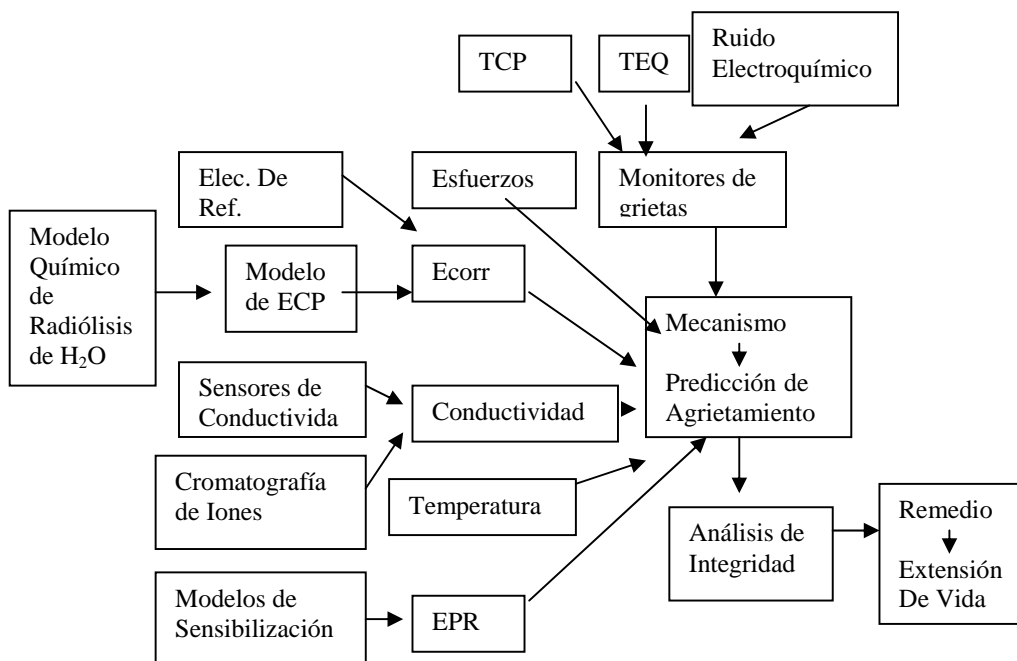 TCP
TEQ
Ruido
Electroquímico
Elec. De
Ref.
Esfuerzos
Monitores de
grietas
Modelo
Químico
de
Radiólisis
de H₂O
Modelo
de ECP
Ecorr
Mecanismo
Predicción de
Agrietamiento
Sensores de
Conductivida
Conductividad
Cromatografía
de Iones
Temperatura
Análisis de
Integridad
Remedio
Extensión
De Vida
Modelos de
Sensibilización
EPR